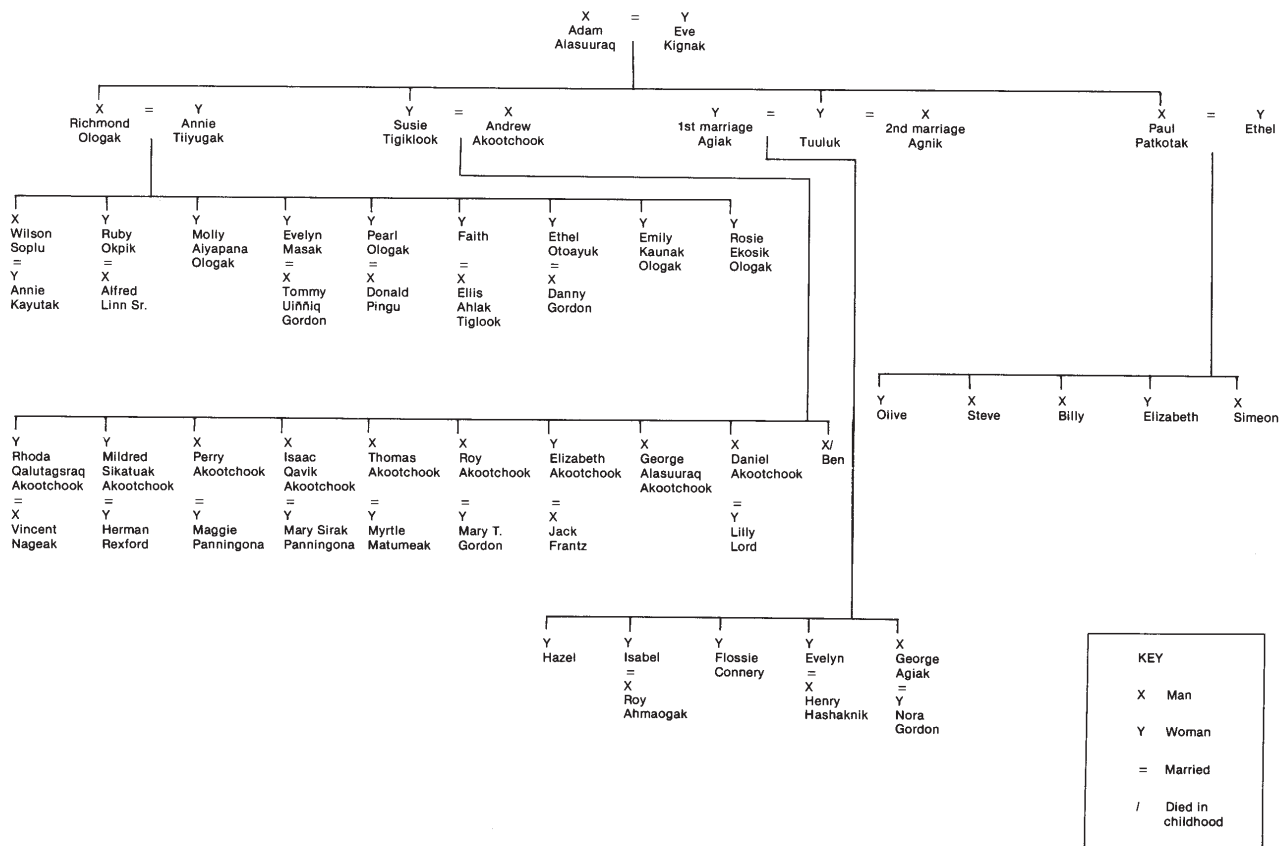 X = Y
Adam Eve
Alasuuraq Kignak
X = Y Y = X Y = Y = X X = Y
Richmond Annie Susie Andrew 1st marriage Tuuluk 2nd marriage Paul Ethel
Ologak Tiiyugak Tigiklook Akootchook Agiak Agnik Patkotak
X Y Y Y Y Y Y Y Y
Wilson Ruby Molly Evelyn Pearl Faith Ethel Emily Rosie
Soplu Okpik Aiyapana Masak Ologak Otoayuk Kaunak Ekosik
= = Ologak = = = = Ologak Ologak
Y X X X X X
Annie Alfred Tommy Donald Ellis Danny
Kayutak Linn Sr. Uiññiq Pingu Ahlak Gordon
Gordon Tiglook
Y X X Y X
Olive Steve Billy Elizabeth Simeon
Y Y X X X X Y X X X/
Rhoda Mildred Perry Isaac Thomas Roy Elizabeth George Daniel Ben
Qalutagsraq Sikatuak Akootchook Qavik Akootchook Akootchook Akootchook Alasuuraq Akootchook
Akootchook Akootchook Akootchook Akootchook
= = = = = = = =
X Y Y Y Y Y X Y
Vincent Herman Maggie Mary Sirak Myrtle Mary T. Jack Lilly
Nageak Rexford Panningona Panningona Matumeak Gordon Frantz Lord
Y Y Y Y X
Hazel Isabel Flossie Evelyn George
= Connery = Agiak
X X =
Roy Henry Y
Ahmaogak Hashaknik Nora
Gordon
KEY
X Man
Y Woman
= Married
/ Died in
childhood